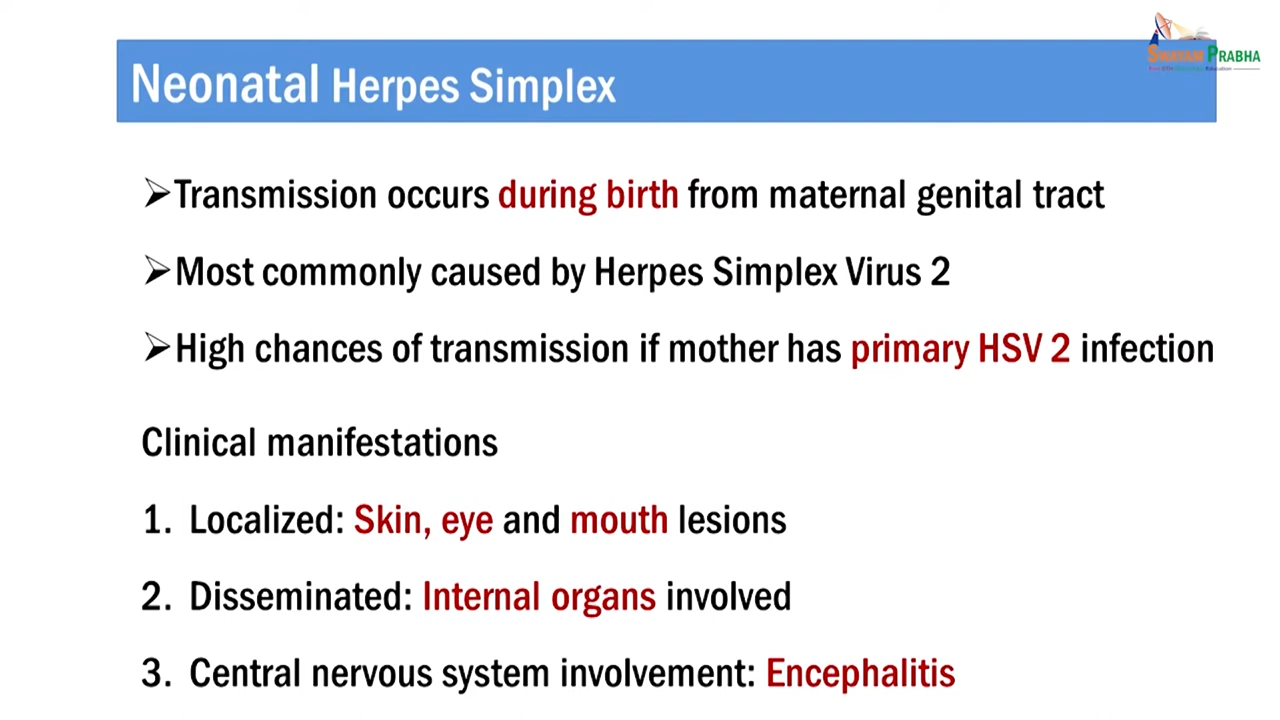 SWAYAM PRABHA
Neonatal Herpes Simplex
➢Transmission occurs during birth from maternal genital tract
➢Most commonly caused by Herpes Simplex Virus 2
➢High chances of transmission if mother has primary HSV 2 infection
Clinical manifestations
1. Localized: Skin, eye and mouth lesions
2. Disseminated: Internal organs involved
3. Central nervous system involvement: Encephalitis